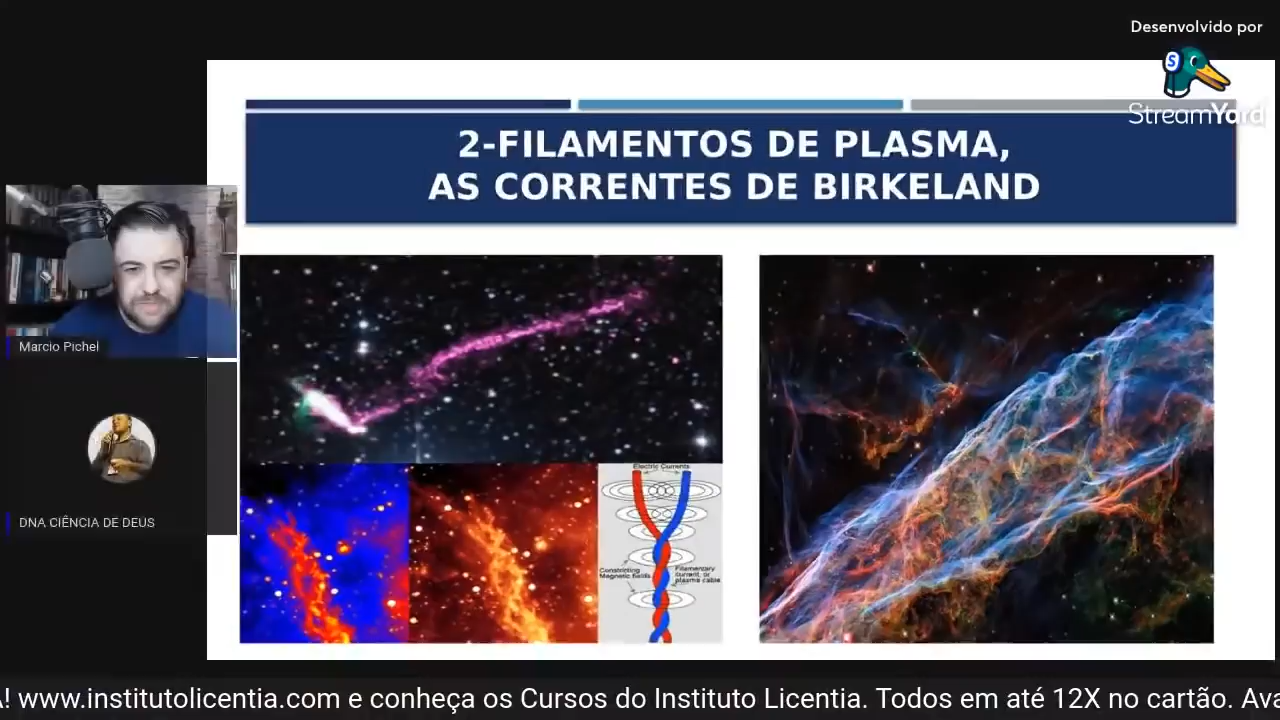 Desenvolvido por
S
StreamYard
2-FILAMENTOS DE PLASMA,
AS CORRENTES DE BIRKELAND
Marcio Pichel
DNA CIÊNCIA DE DEUS
Electric Currents
Constricting
Magnetic fields
Filamentary
current, or
plasma cable
A! www.institutolicentia.com e conheça os Cursos do Instituto Licentia. Todos em até 12X no cartão. Ava